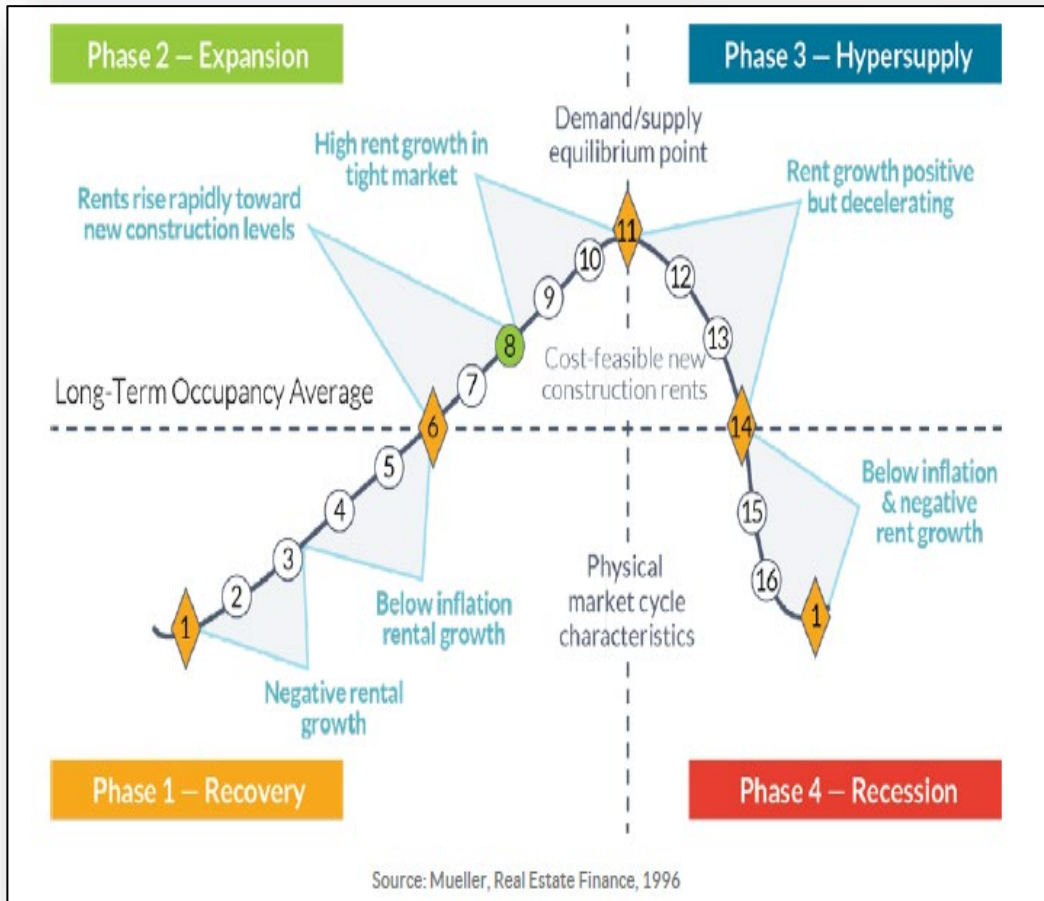 Phase 2 — Expansion
Phase 3 — Hypersupply
Demand/supply
equilibrium point
High rent growth in
tight market
Rent growth positive
but decelerating
Rents rise rapidly toward
new construction levels
11
10
12
9
13
8
Cost-feasible new
construction rents
7
Long-Term Occupancy Average
6
14
5
Below inflation
& negative
rent growth
4
15
3
Physical
market cycle
characteristics
16
2
Below inflation
rental growth
1
1
Negative rental
growth
Phase 1 — Recovery
Phase 4 — Recession
Source: Mueller, Real Estate Finance, 1996